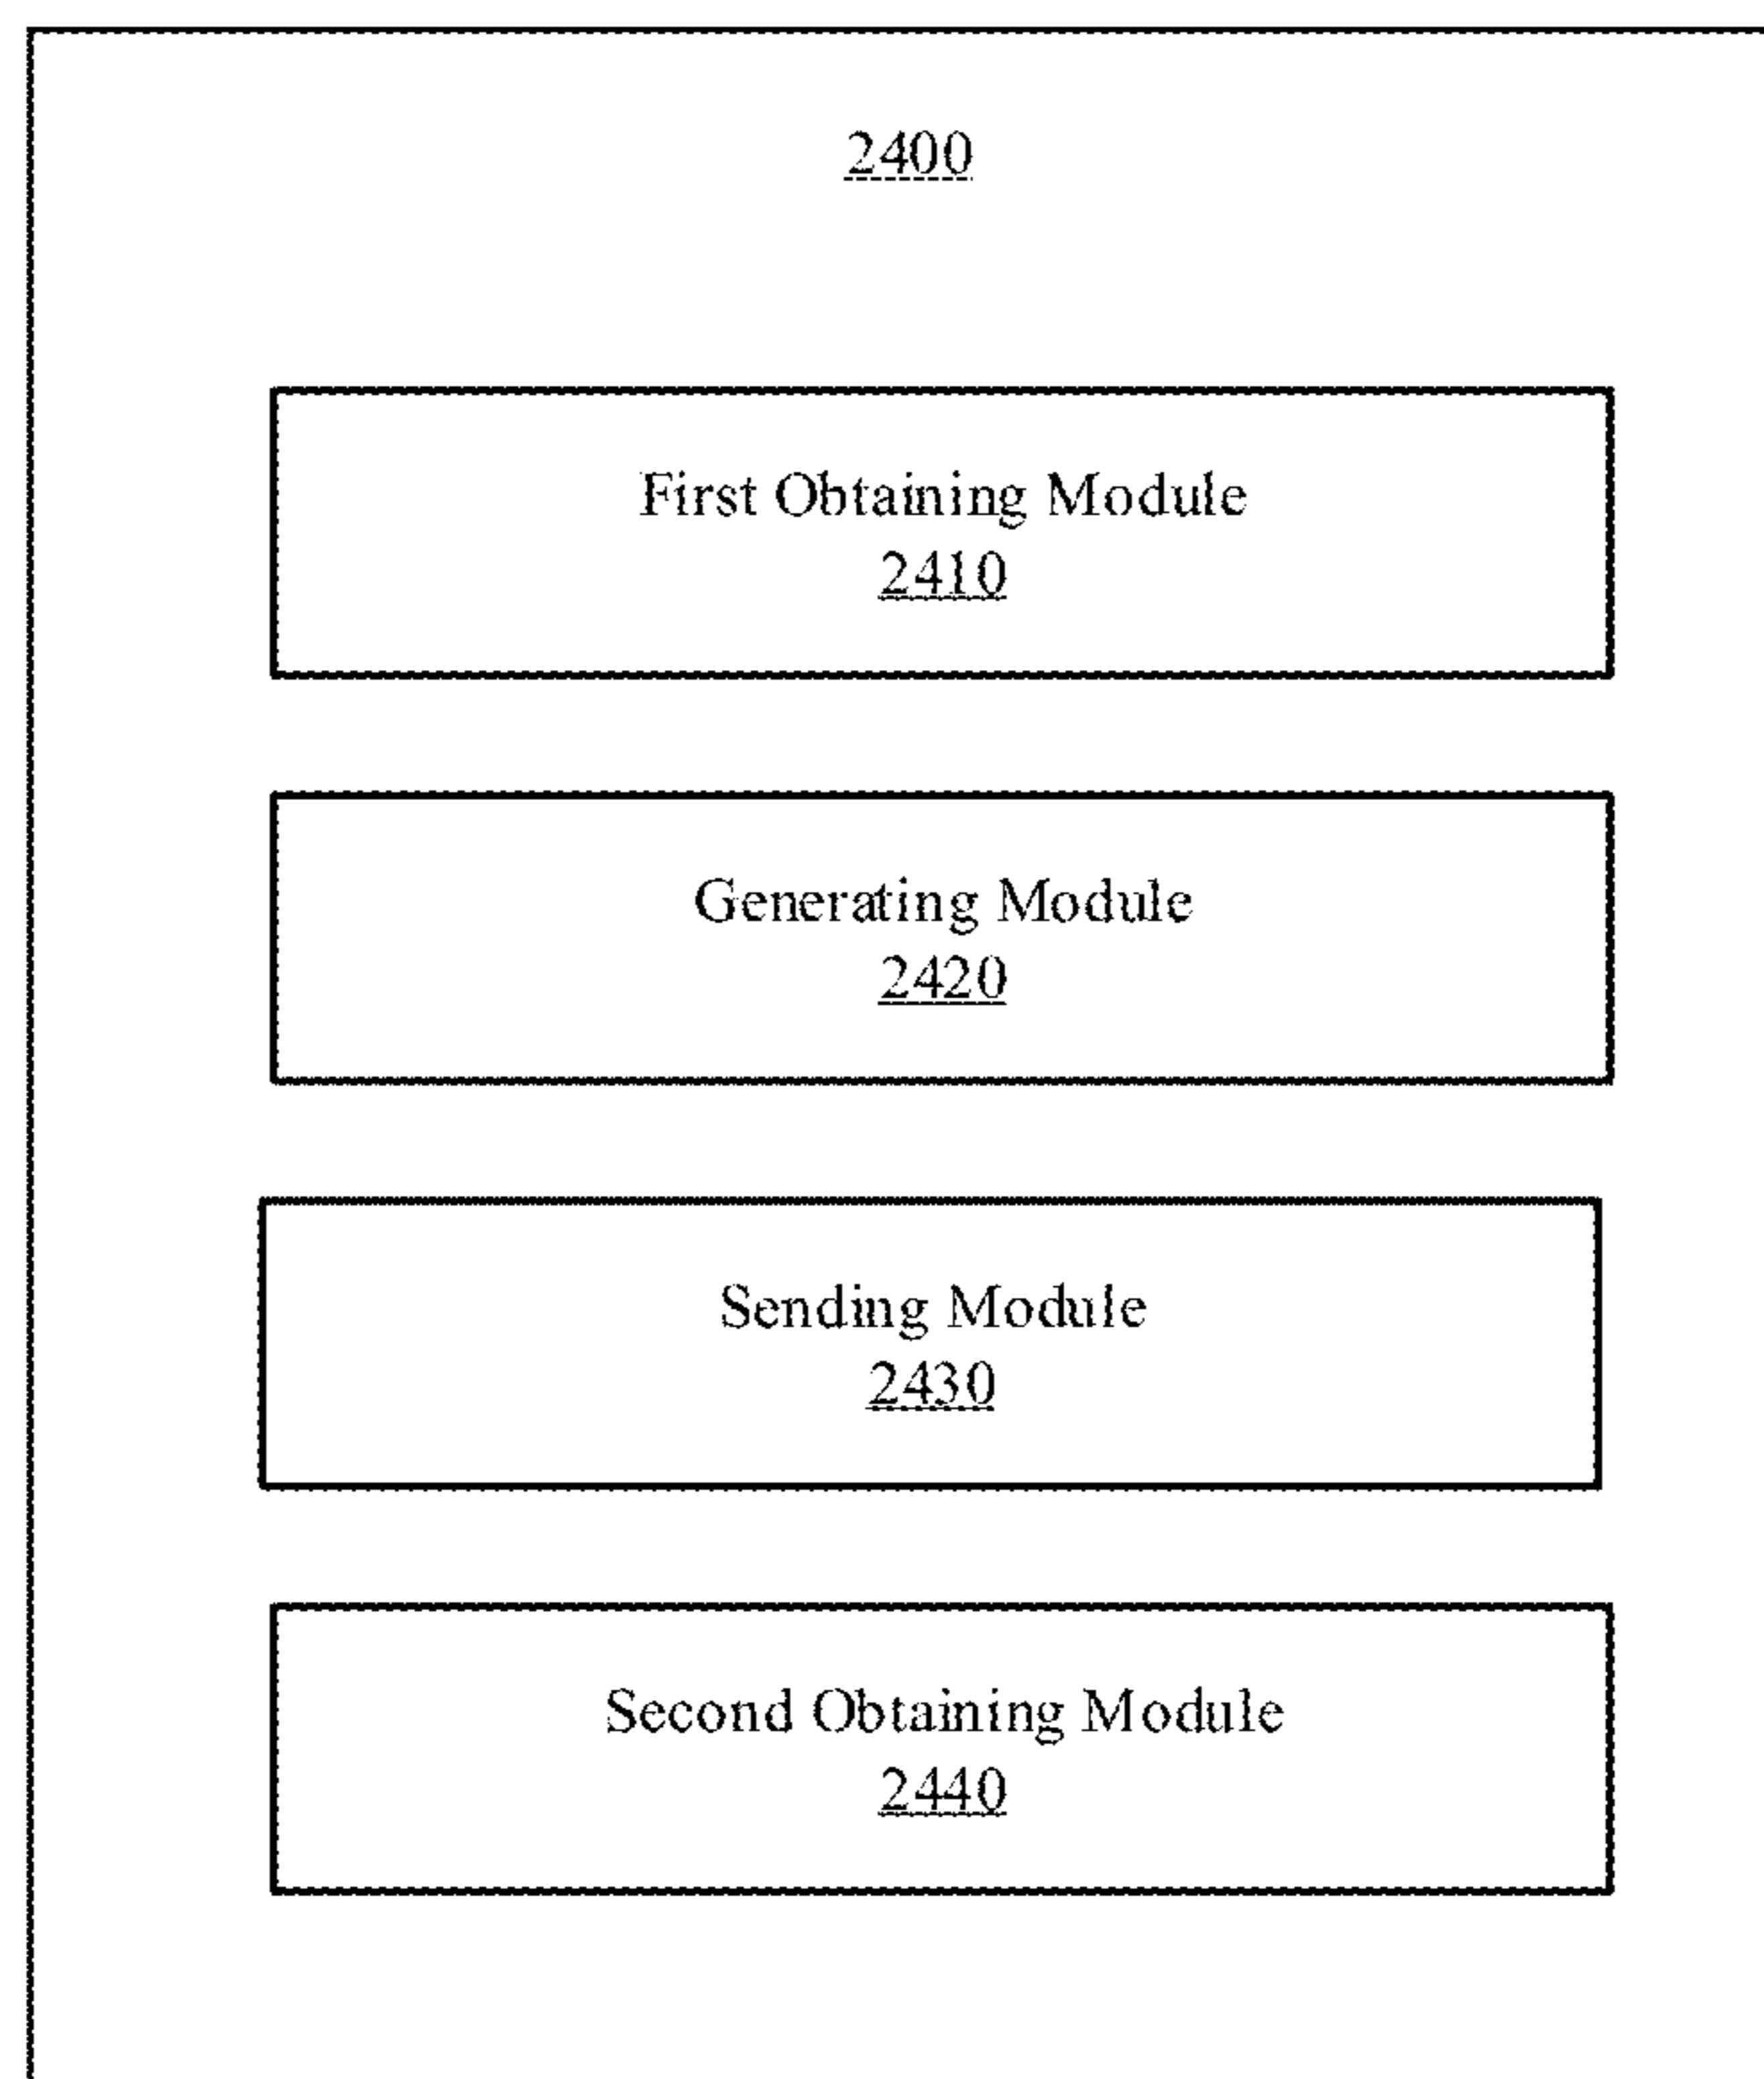 2400
First Obtaining Module
2410
Generating Module
2420
Sending Module
2430
Second Obtaining Module
2440